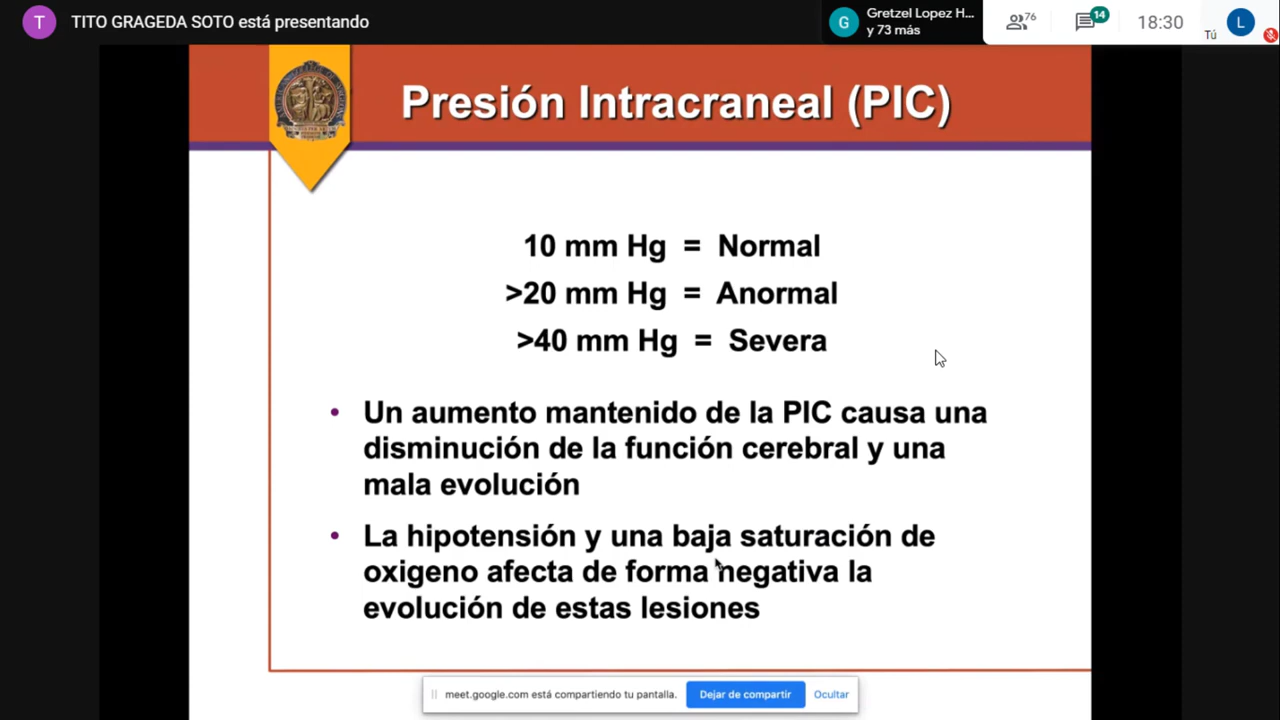 T
TITO GRAGEDA SOTO está presentando
G
Gretzel Lopez H...
y 73 más
76
14
18:30
Tú
L
Presión Intracraneal (PIC)
10 mm Hg = Normal
>20 mm Hg = Anormal
>40 mm Hg = Severa
• Un aumento mantenido de la PIC causa una
disminución de la función cerebral y una
mala evolución
• La hipotensión y una baja saturación de
oxigeno afecta de forma negativa la
evolución de estas lesiones
meet.google.com está compartiendo tu pantalla.
Dejar de compartir
Ocultar